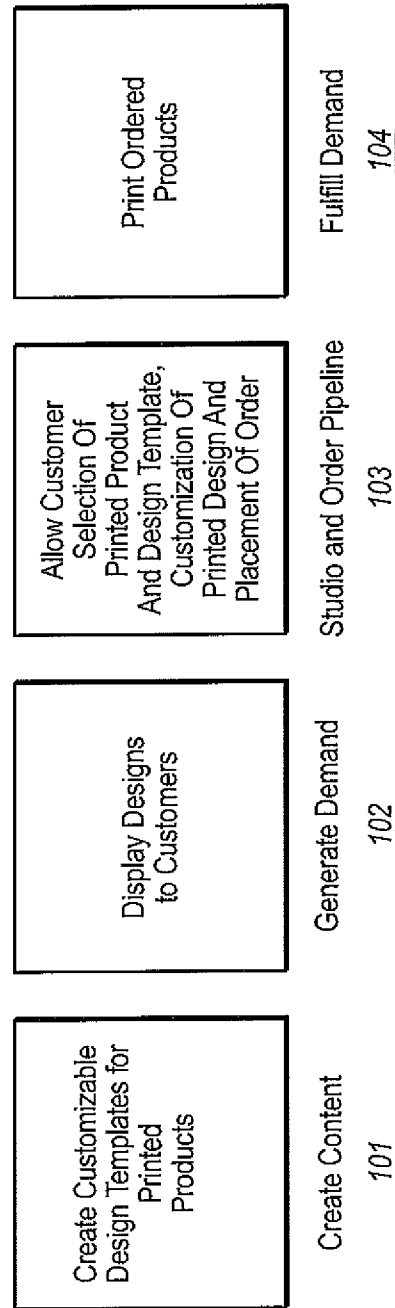 Create Customizable
Design Templates for
Printed
Products
Create Content
101
Display Designs
to Customers
Generate Demand
102
Allow Customer
Selection Of
Printed Product
And Design Template,
Customization Of
Printed Design And
Placement Of Order
Studio and Order Pipeline
103
Print Ordered
Products
Fulfill Demand
104